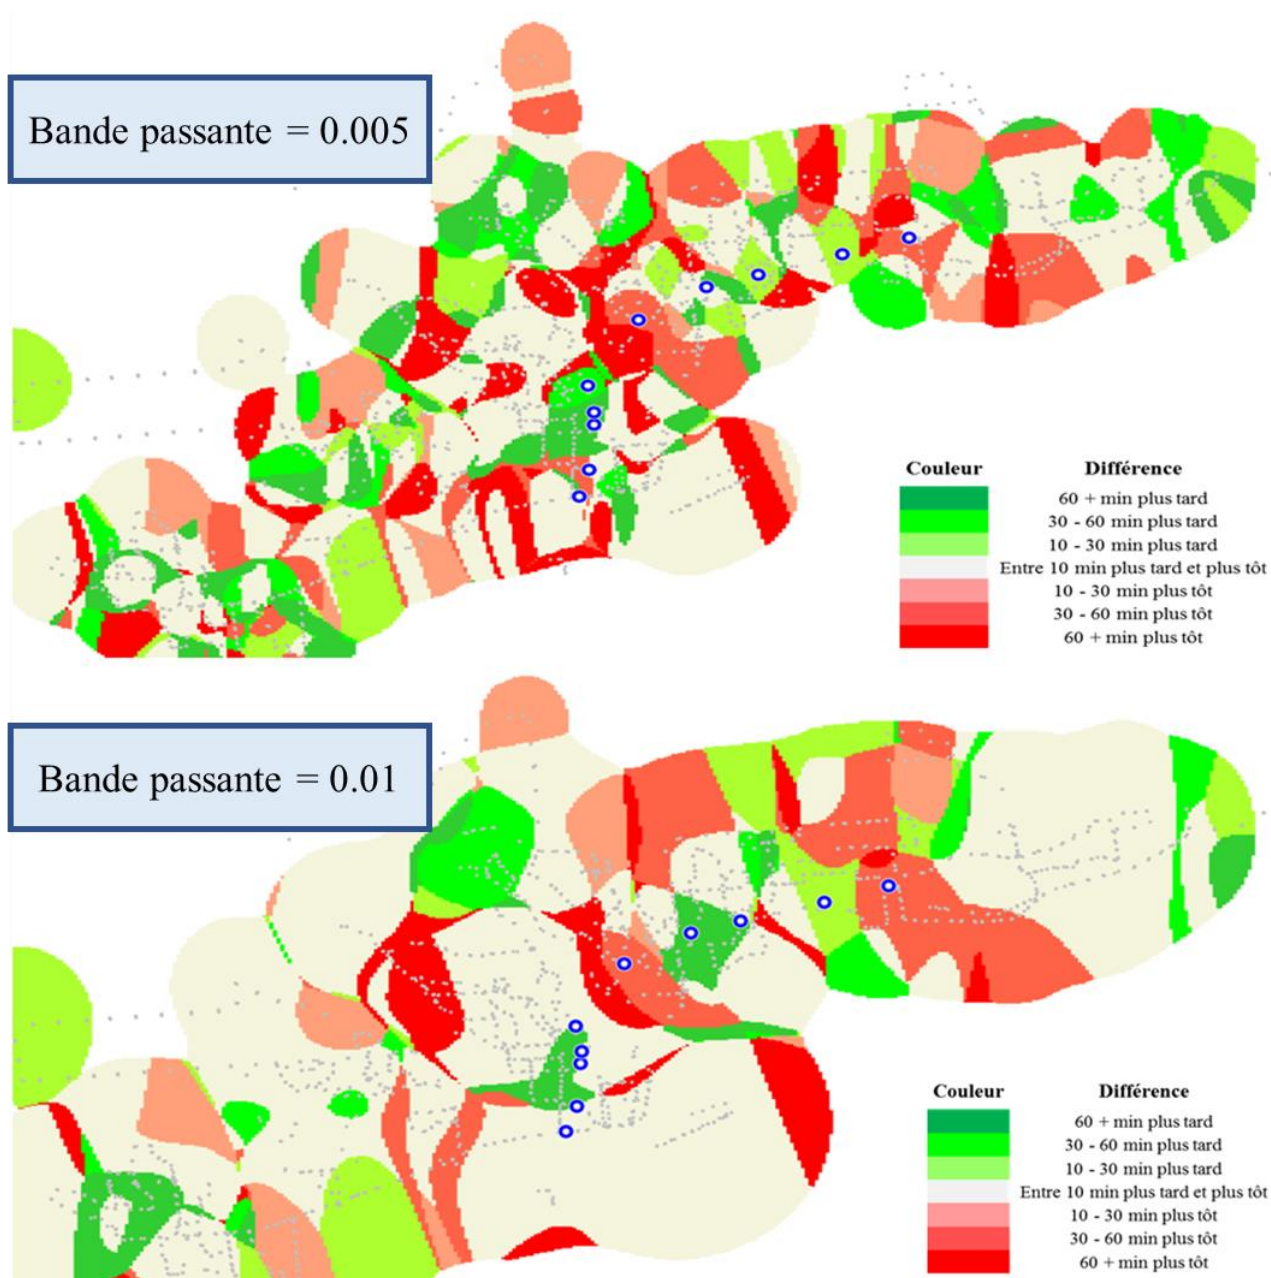 Bande passante = 0.005
Couleur Différence
60 + min plus tard
30 - 60 min plus tard
10 - 30 min plus tard
Entre 10 min plus tard et plus tôt
10 - 30 min plus tôt
30 - 60 min plus tôt
60 + min plus tôt
Bande passante = 0.01
Couleur Différence
60 + min plus tard
30 - 60 min plus tard
10 - 30 min plus tard
Entre 10 min plus tard et plus tôt
10 - 30 min plus tôt
30 - 60 min plus tôt
60 + min plus tôt